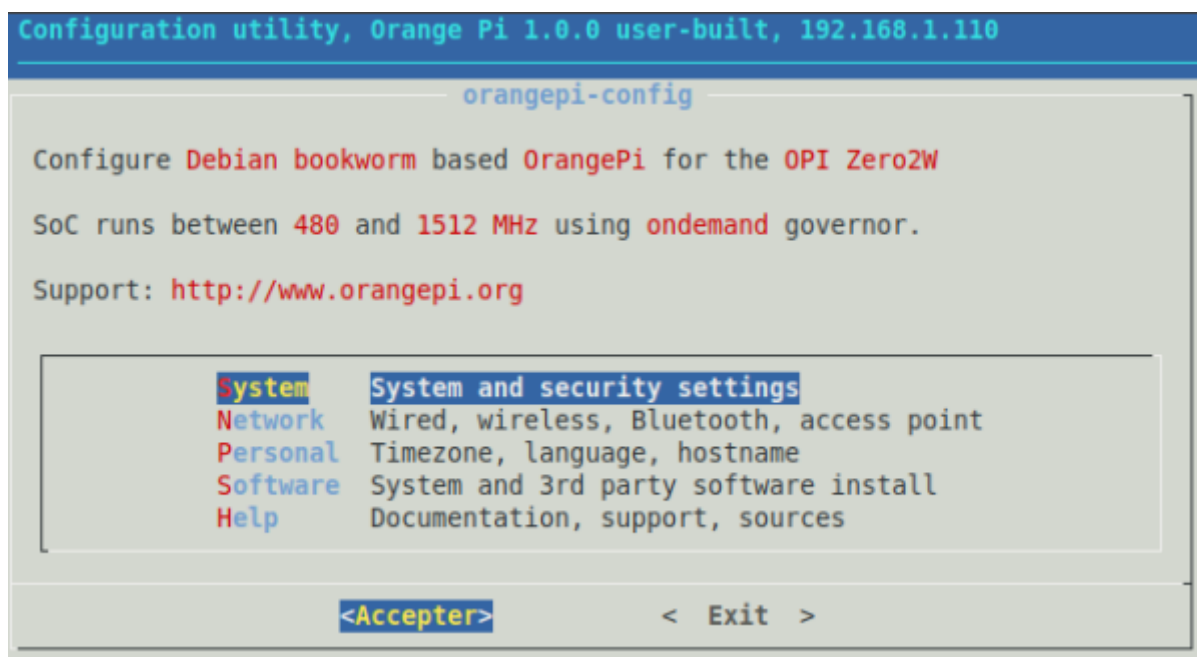 Configuration utility, Orange Pi 1.0.0 user-built, 192.168.1.110
orangepi-config
Configure Debian bookworm based OrangePi for the OPI Zero2W
SoC runs between 480 and 1512 MHz using ondemand governor.
Support: http://www.orangepi.org
System System and security settings
Network Wired, wireless, Bluetooth, access point
Personal Timezone, language, hostname
Software System and 3rd party software install
Help Documentation, support, sources
<Accepter> < Exit >